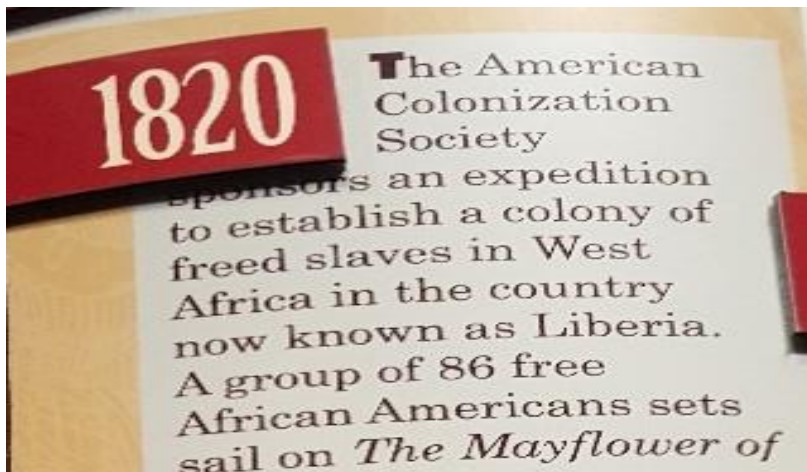 1820
The American
Colonization
Society
sponsors an expedition
to establish a colony of
freed slaves in West
Africa in the country
now known as Liberia.
A group of 86 free
African Americans sets
sail on The Mayflower of